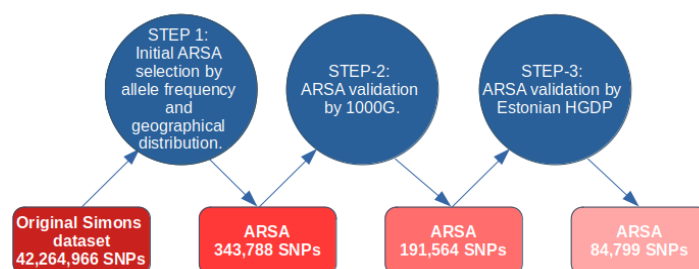 STEP 1:
Initial ARSA
selection by
allele frequency
and
geographical
distribution.
STEP-2:
ARSA validation
by 1000G.
STEP-3:
ARSA validation by
Estonian HGDP
Original Simons
dataset
42,264,966 SNPs
ARSA
343,788 SNPs
ARSA
191,564 SNPs
ARSA
84,799 SNPs